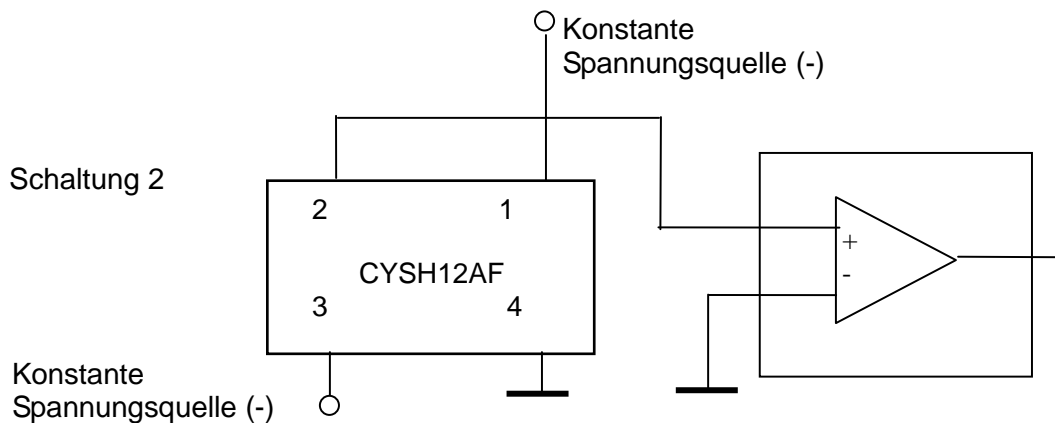 Konstante
Spannungsquelle (-)
Schaltung 2
2 1
+
CYSH12AF
-
3 4
Konstante
Spannungsquelle (-)